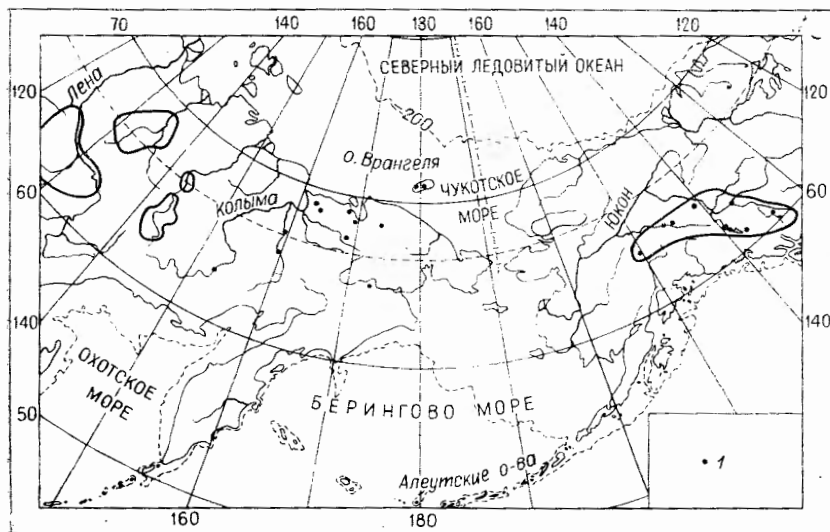 70 140 160 130 160 140 120
СЕВЕРНЫЙ ЛЕДОВИТЫЙ ОКЕАН
Лена
120
120
200
о. Врангеля
ЧУКОТСКОЕ
МОРЕ
60
60
Колыма
Юкон
140
140
ОХОТСКОЕ
МОРЕ
БЕРИНГОВО МОРЕ
50
50
1
Алеутские о-ва
160
180